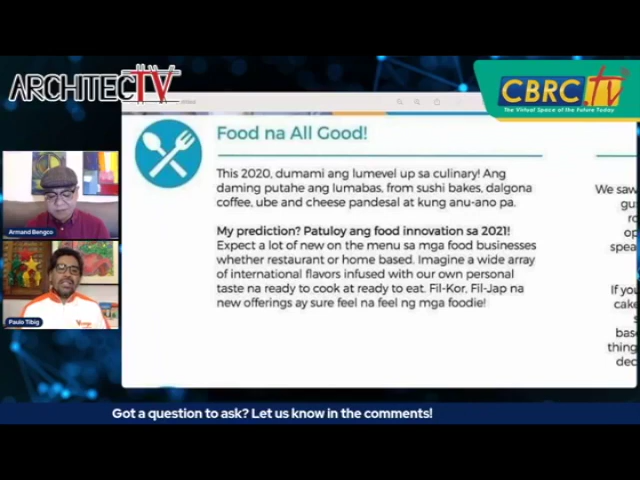 ARCHITECTV
CBRC tv
The Virtual Space of the Future Today
Food na All Good!
This 2020, dumami ang lumevel up sa culinary! Ang
daming putahe ang lumabas, from sushi bakes, dalgona
coffee, ube and cheese pandesal at kung anu-ano pa.
My prediction? Patuloy ang food innovation sa 2021!
Expect a lot of new on the menu sa mga food businesses
whether restaurant or home based. Imagine a wide array
of international flavors infused with our own personal
taste na ready to cook at ready to eat. Fil-Kor, Fil-Jap na
new offerings ay sure feel na feel ng mga foodie!
We saw
gu
op
spea
If you
cake
base
thing
dec
Armand Bengco
Paulo Tibig
Got a question to ask? Let us know in the comments!